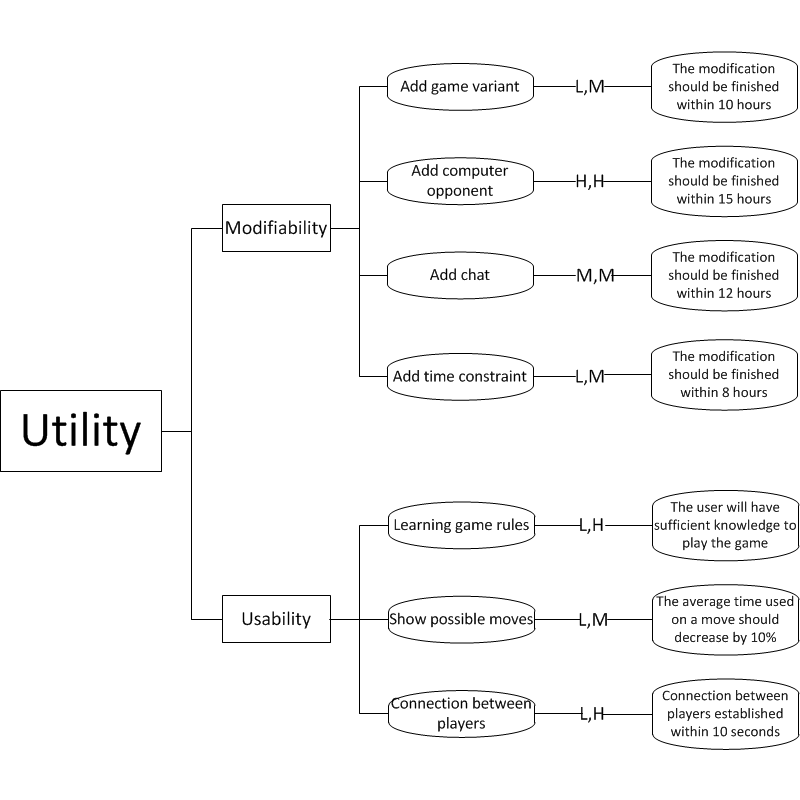 Utility
Modifiability
Add game variant
L,M
The modification
should be finished
within 10 hours
Add computer
opponent
H,H
The modification
should be finished
within 15 hours
Add chat
M,M
The modification
should be finished
within 12 hours
Add time constraint
L,M
The modification
should be finished
within 8 hours
Usability
Learning game rules
L,H
The user will have
sufficient knowledge to
play the game
Show possible moves
L,M
The average time used
on a move should
decrease by 10%
Connection between
players
L,H
Connection between
players established
within 10 seconds